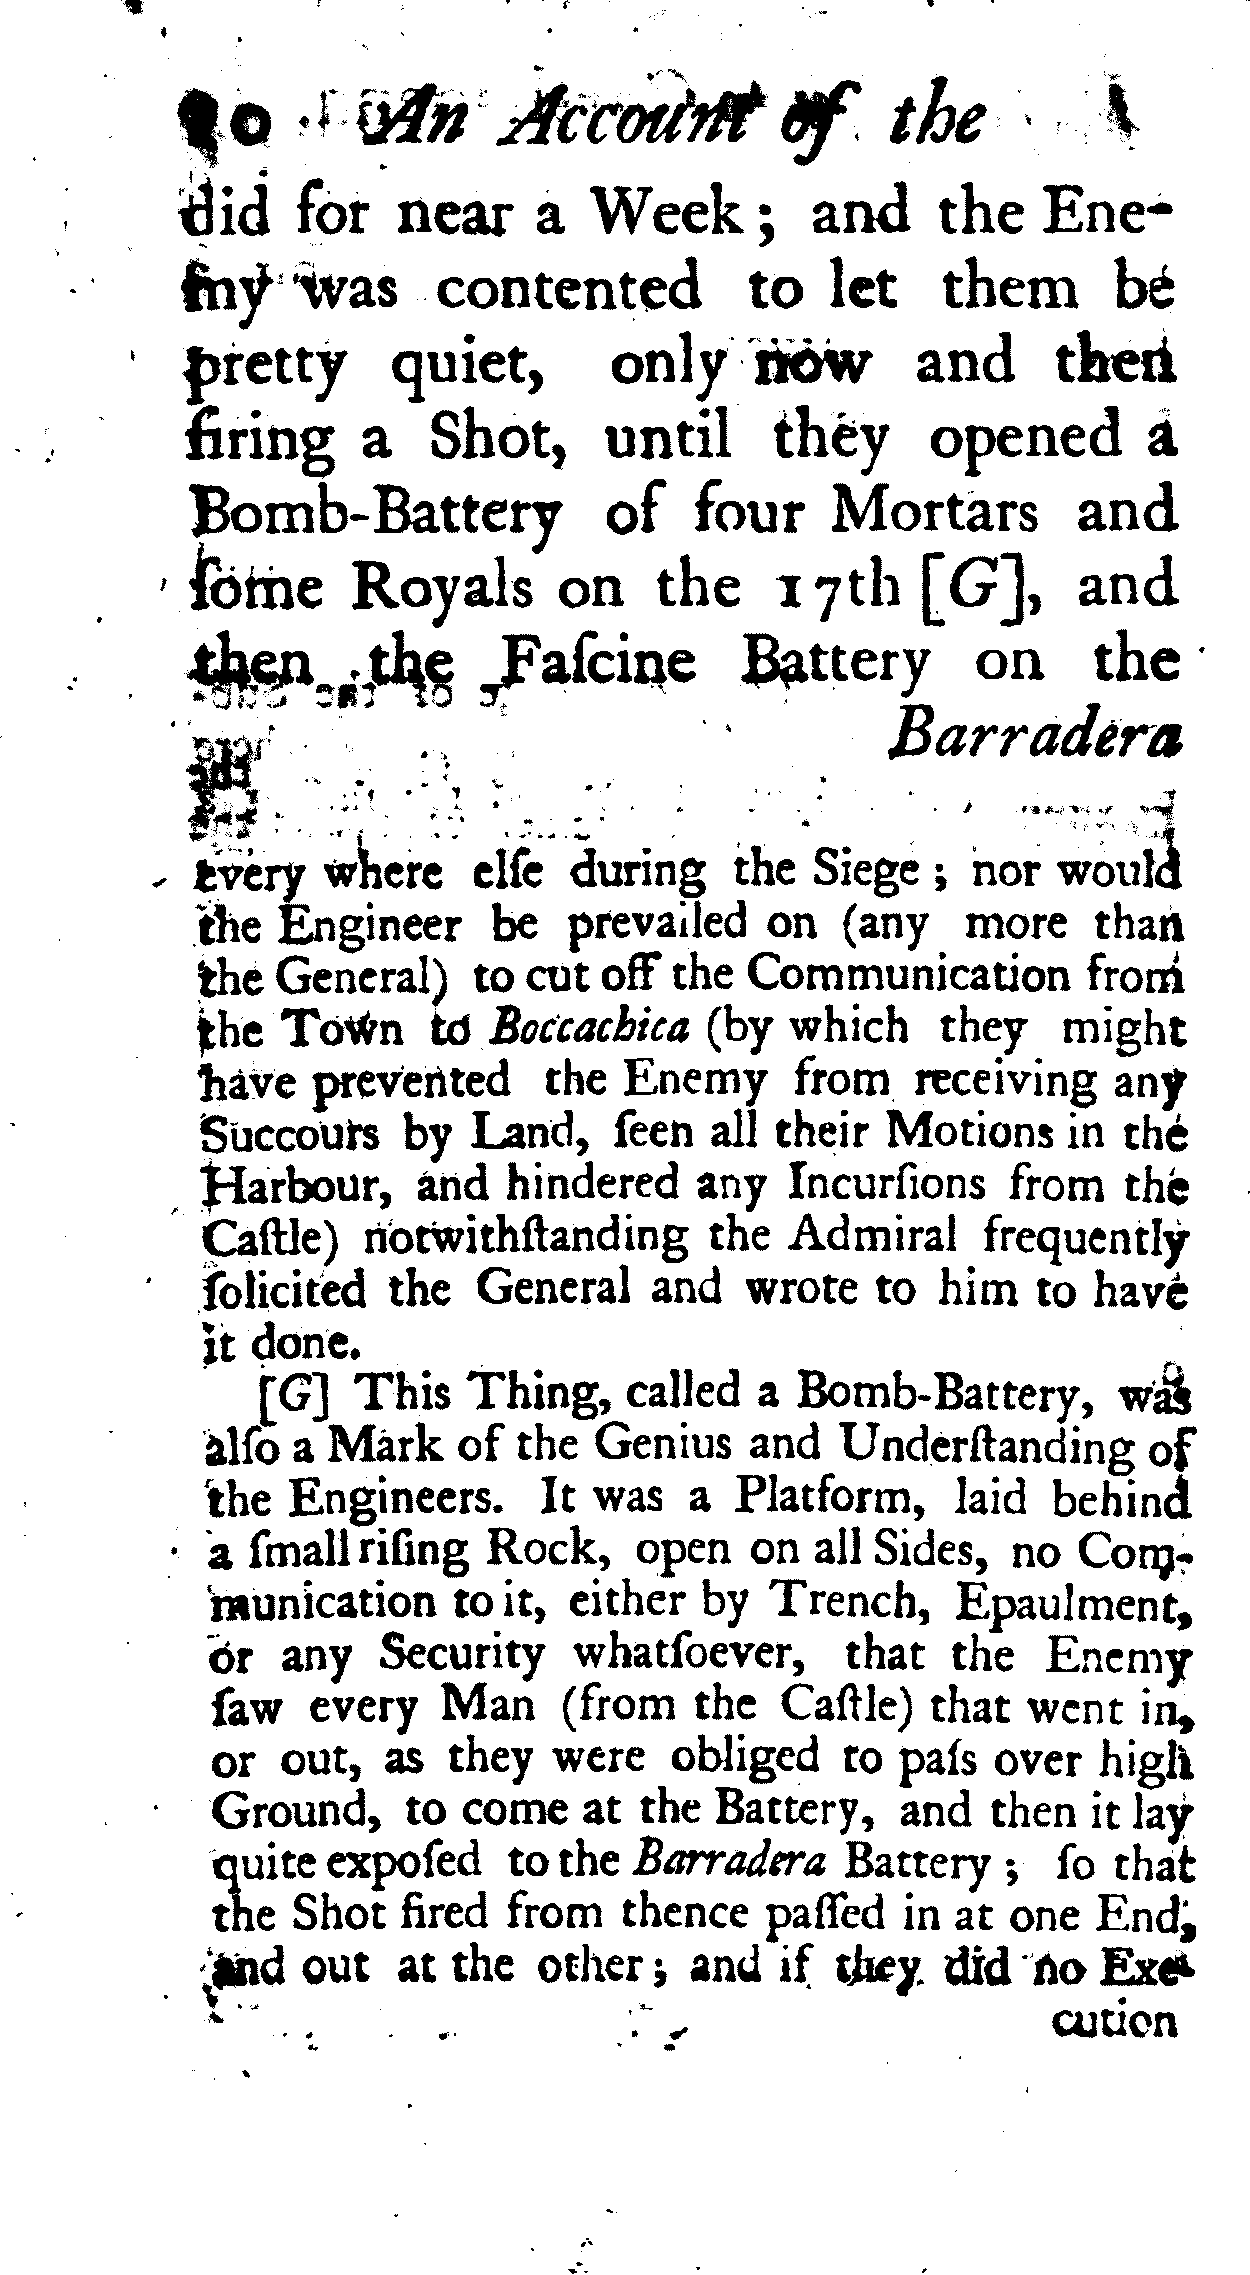 An Account of the
did for near a Week; and the Ene-
my was contented to let them be
pretty quiet, only now and then
firing a Shot, until they opened a
Bomb-Battery of four Mortars and
ſome Royals on the 17th [G], and
then the Faſcine Battery on the
Barradera
every where elſe during the Siege; nor would
the Engineer be prevailed on (any more than
the General) to cut off the Communication from
the Town to Boccachica (by which they might
have prevented the Enemy from receiving any
Succours by Land, ſeen all their Motions in the
Harbour, and hindered any Incurſions from the
Caſtle) notwithſtanding the Admiral frequently
ſolicited the General and wrote to him to have
it done.
[G] This Thing, called a Bomb-Battery, was
alſo a Mark of the Genius and Underſtanding of
the Engineers. It was a Platform, laid behind
a ſmall riſing Rock, open on all Sides, no Com-
munication to it, either by Trench, Epaulment,
or any Security whatſoever, that the Enemy
ſaw every Man (from the Caſtle) that went in,
or out, as they were obliged to paſs over high
Ground, to come at the Battery, and then it lay
quite expoſed to the Barradera Battery; ſo that
the Shot fired from thence paſſed in at one End,
and out at the other; and if they did no Exe-
cution